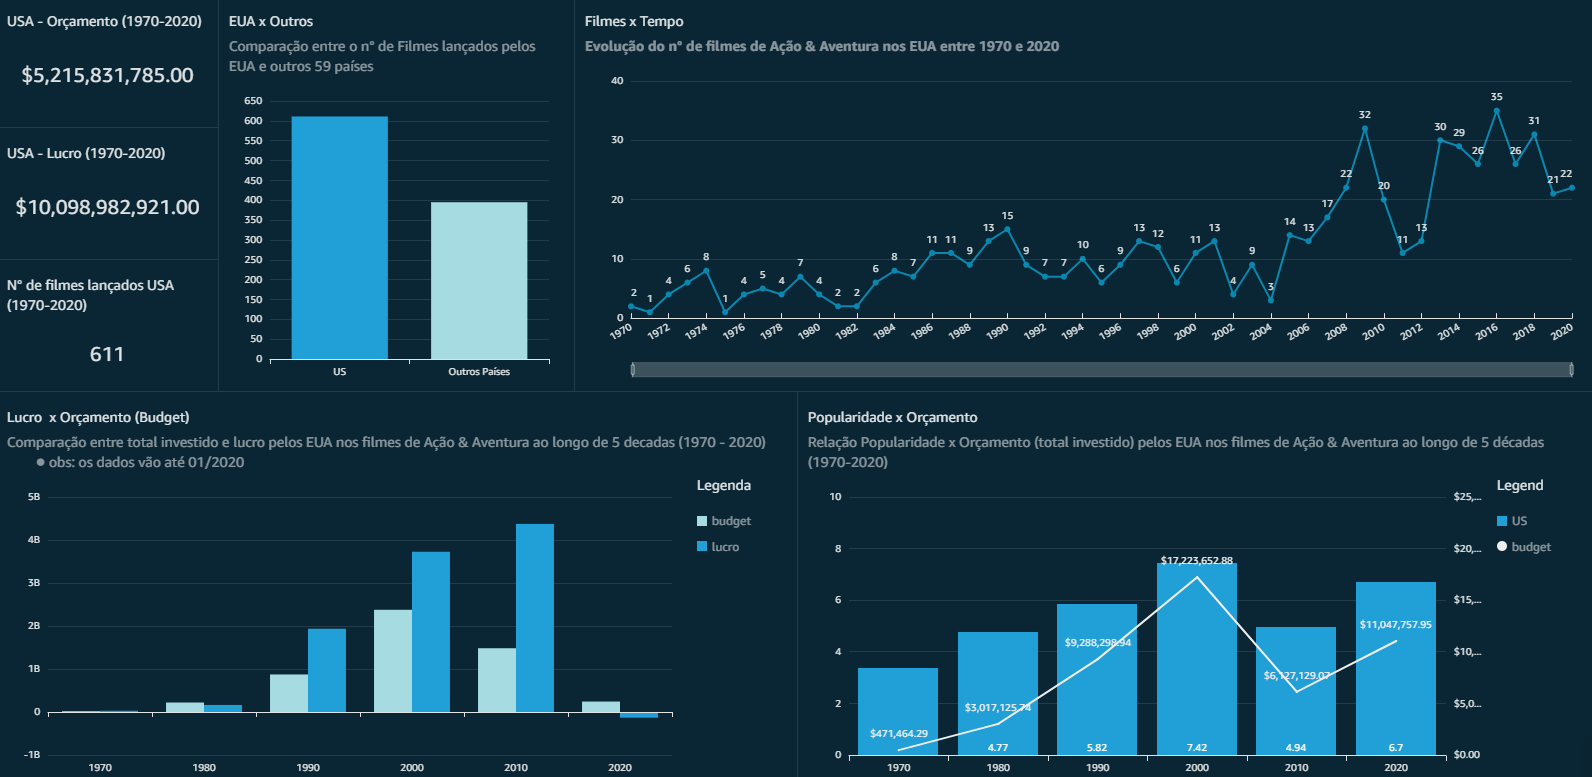 USA - Orçamento (1970-2020)
$5,215,831,785.00
USA - Lucro (1970-2020)
$10,098,982,921.00
N° de filmes lançados USA
(1970-2020)
611
EUA x Outros
Comparação entre o n° de Filmes lançados pelos
EUA e outros 59 países
650
600
550
500
450
400
350
300
250
200
150
100
50
0
US
Outros Países
Filmes x Tempo
Evolução do n° de filmes de Ação & Aventura nos EUA entre 1970 e 2020
40
30
20
10
0
2 1 4 6 8 1 4 5 4 7 4 2 2 6 8 7 11 11 9 13 15 9 7 7 10 6 9 13 12 6 11 13 4 9 3 14 13 17 22 32 20 11 13 30 29 26 35 26 31 21 22
1970 1972 1974 1976 1978 1980 1982 1984 1986 1988 1990 1992 1994 1996 1998 2000 2002 2004 2006 2008 2010 2012 2014 2016 2018 2020
Lucro x Orçamento (Budget)
Comparação entre total investido e lucro pelos EUA nos filmes de Ação & Aventura ao longo de 5 decadas (1970 - 2020)
• obs: os dados vão até 01/2020
5B
4B
3B
2B
1B
0
-1B
1970 1980 1990 2000 2010 2020
Legenda
budget
lucro
Popularidade x Orçamento
Relação Popularidade x Orçamento (total investido) pelos EUA nos filmes de Ação & Aventura ao longo de 5 décadas
(1970-2020)
10
8
6
4
2
0
$471,464.29
$3,017,125.74
$9,288,298.94
$17,223,652.88
$6,127,129.07
$11,047,757.95
4.77 5.82 7.42 4.94 6.7
1970 1980 1990 2000 2010 2020
$25,...
$20,...
$15,...
$10,...
$5,0...
$0.00
Legend
US
budget